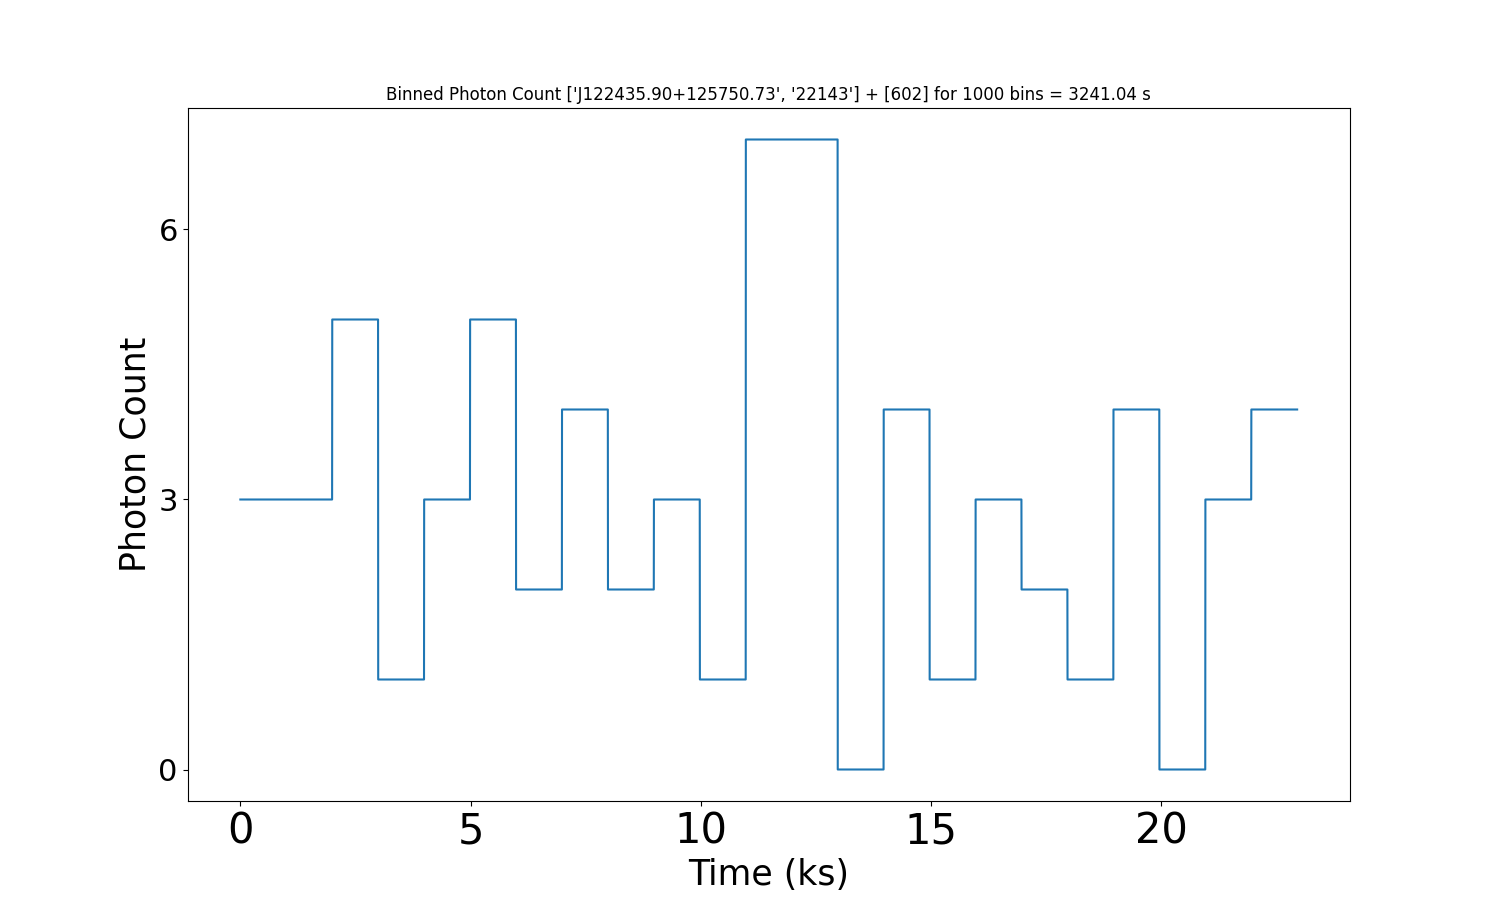 Binned Photon Count ['J122435.90+125750.73', '22143'] + [602] for 1000 bins = 3241.04 s
6
3
0
Photon Count
0 5 10 15 20
Time (ks)